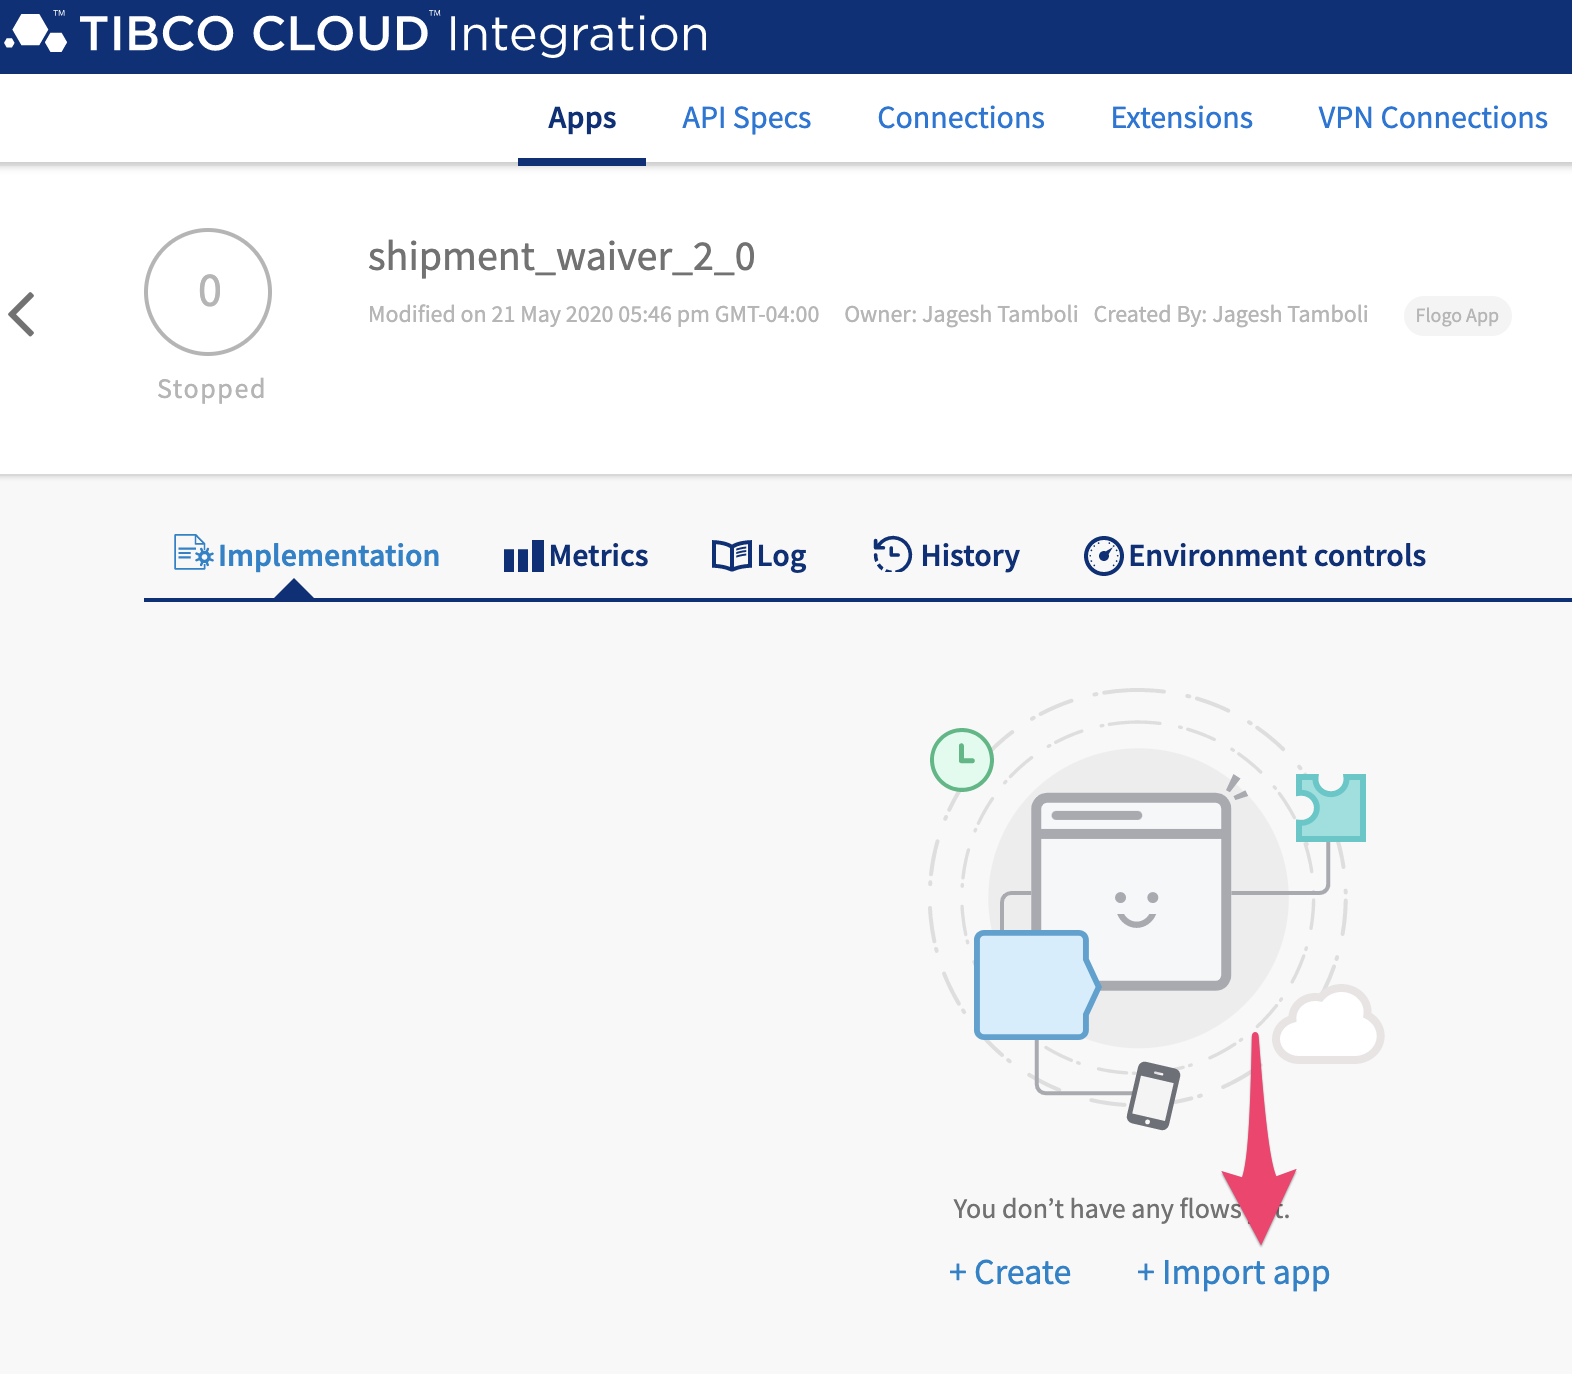 TIBCO CLOUD™ Integration
Apps API Specs Connections Extensions VPN Connections
0
Stopped
shipment_waiver_2_0
Modified on 21 May 2020 05:46 pm GMT-04:00 Owner: Jagesh Tamboli Created By: Jagesh Tamboli Flogo App
Implementation Metrics Log History Environment controls
You don’t have any flows
+ Create + Import app